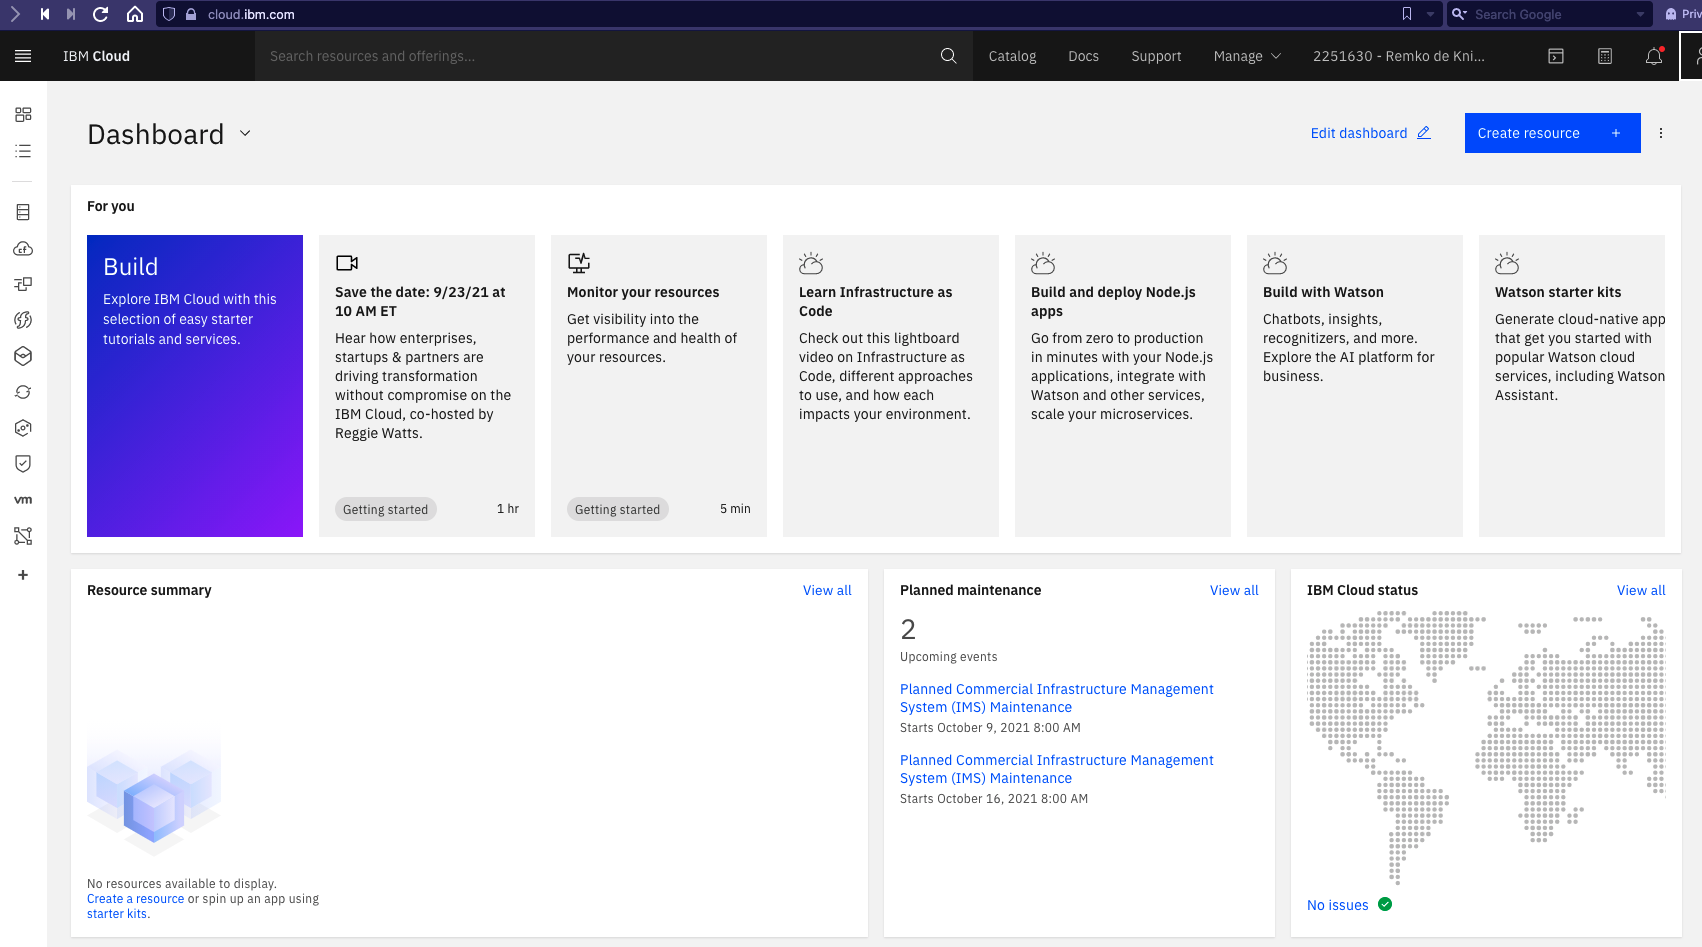 cloud.ibm.com
Search Google
Priv
IBM Cloud
Search resources and offerings...
Catalog
Docs
Support
Manage
2251630 - Remko de Kni...
Dashboard
Edit dashboard
Create resource +
For you
Build
Explore IBM Cloud with this
selection of easy starter
tutorials and services.
Save the date: 9/23/21 at
10 AM ET
Hear how enterprises,
startups & partners are
driving transformation
without compromise on the
IBM Cloud, co-hosted by
Reggie Watts.
Getting started
1 hr
Monitor your resources
Get visibility into the
performance and health of
your resources.
Getting started
5 min
Learn Infrastructure as
Code
Check out this lightboard
video on Infrastructure as
Code, different approaches
to use, and how each
impacts your environment.
Build and deploy Node.js
apps
Go from zero to production
in minutes with your Node.js
applications, integrate with
Watson and other services,
scale your microservices.
Build with Watson
Chatbots, insights,
recognitizers, and more.
Explore the AI platform for
business.
Watson starter kits
Generate cloud-native app
that get you started with
popular Watson cloud
services, including Watson
Assistant.
cf
vm
Resource summary
View all
No resources available to display.
Create a resource or spin up an app using
starter kits.
Planned maintenance
View all
2
Upcoming events
Planned Commercial Infrastructure Management
System (IMS) Maintenance
Starts October 9, 2021 8:00 AM
Planned Commercial Infrastructure Management
System (IMS) Maintenance
Starts October 16, 2021 8:00 AM
IBM Cloud status
View all
No issues